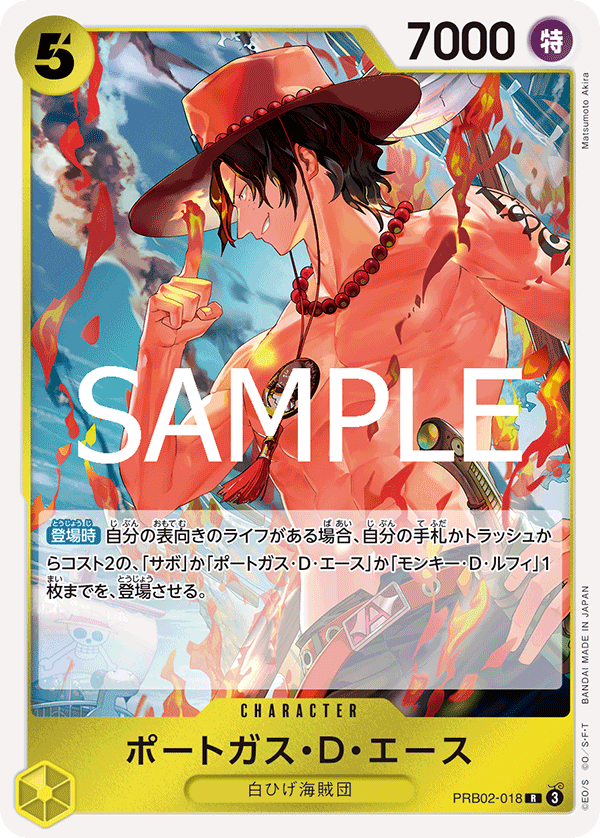 5
7000
特
Matsumoto Akira
SAMPLE
登場時 自分の表向きのライフがある場合、自分の手札かトラッシュか
らコスト2の、「サボ」か「ポートガス・D・エース」か「モンキー・D・ルフィ」1
枚までを、登場させる。
CHARACTER
ポートガス・D・エース
白ひげ海賊団
PRB02-018 R 3
©E.O/S ©O/S・F・T BANDAI MADE IN JAPAN